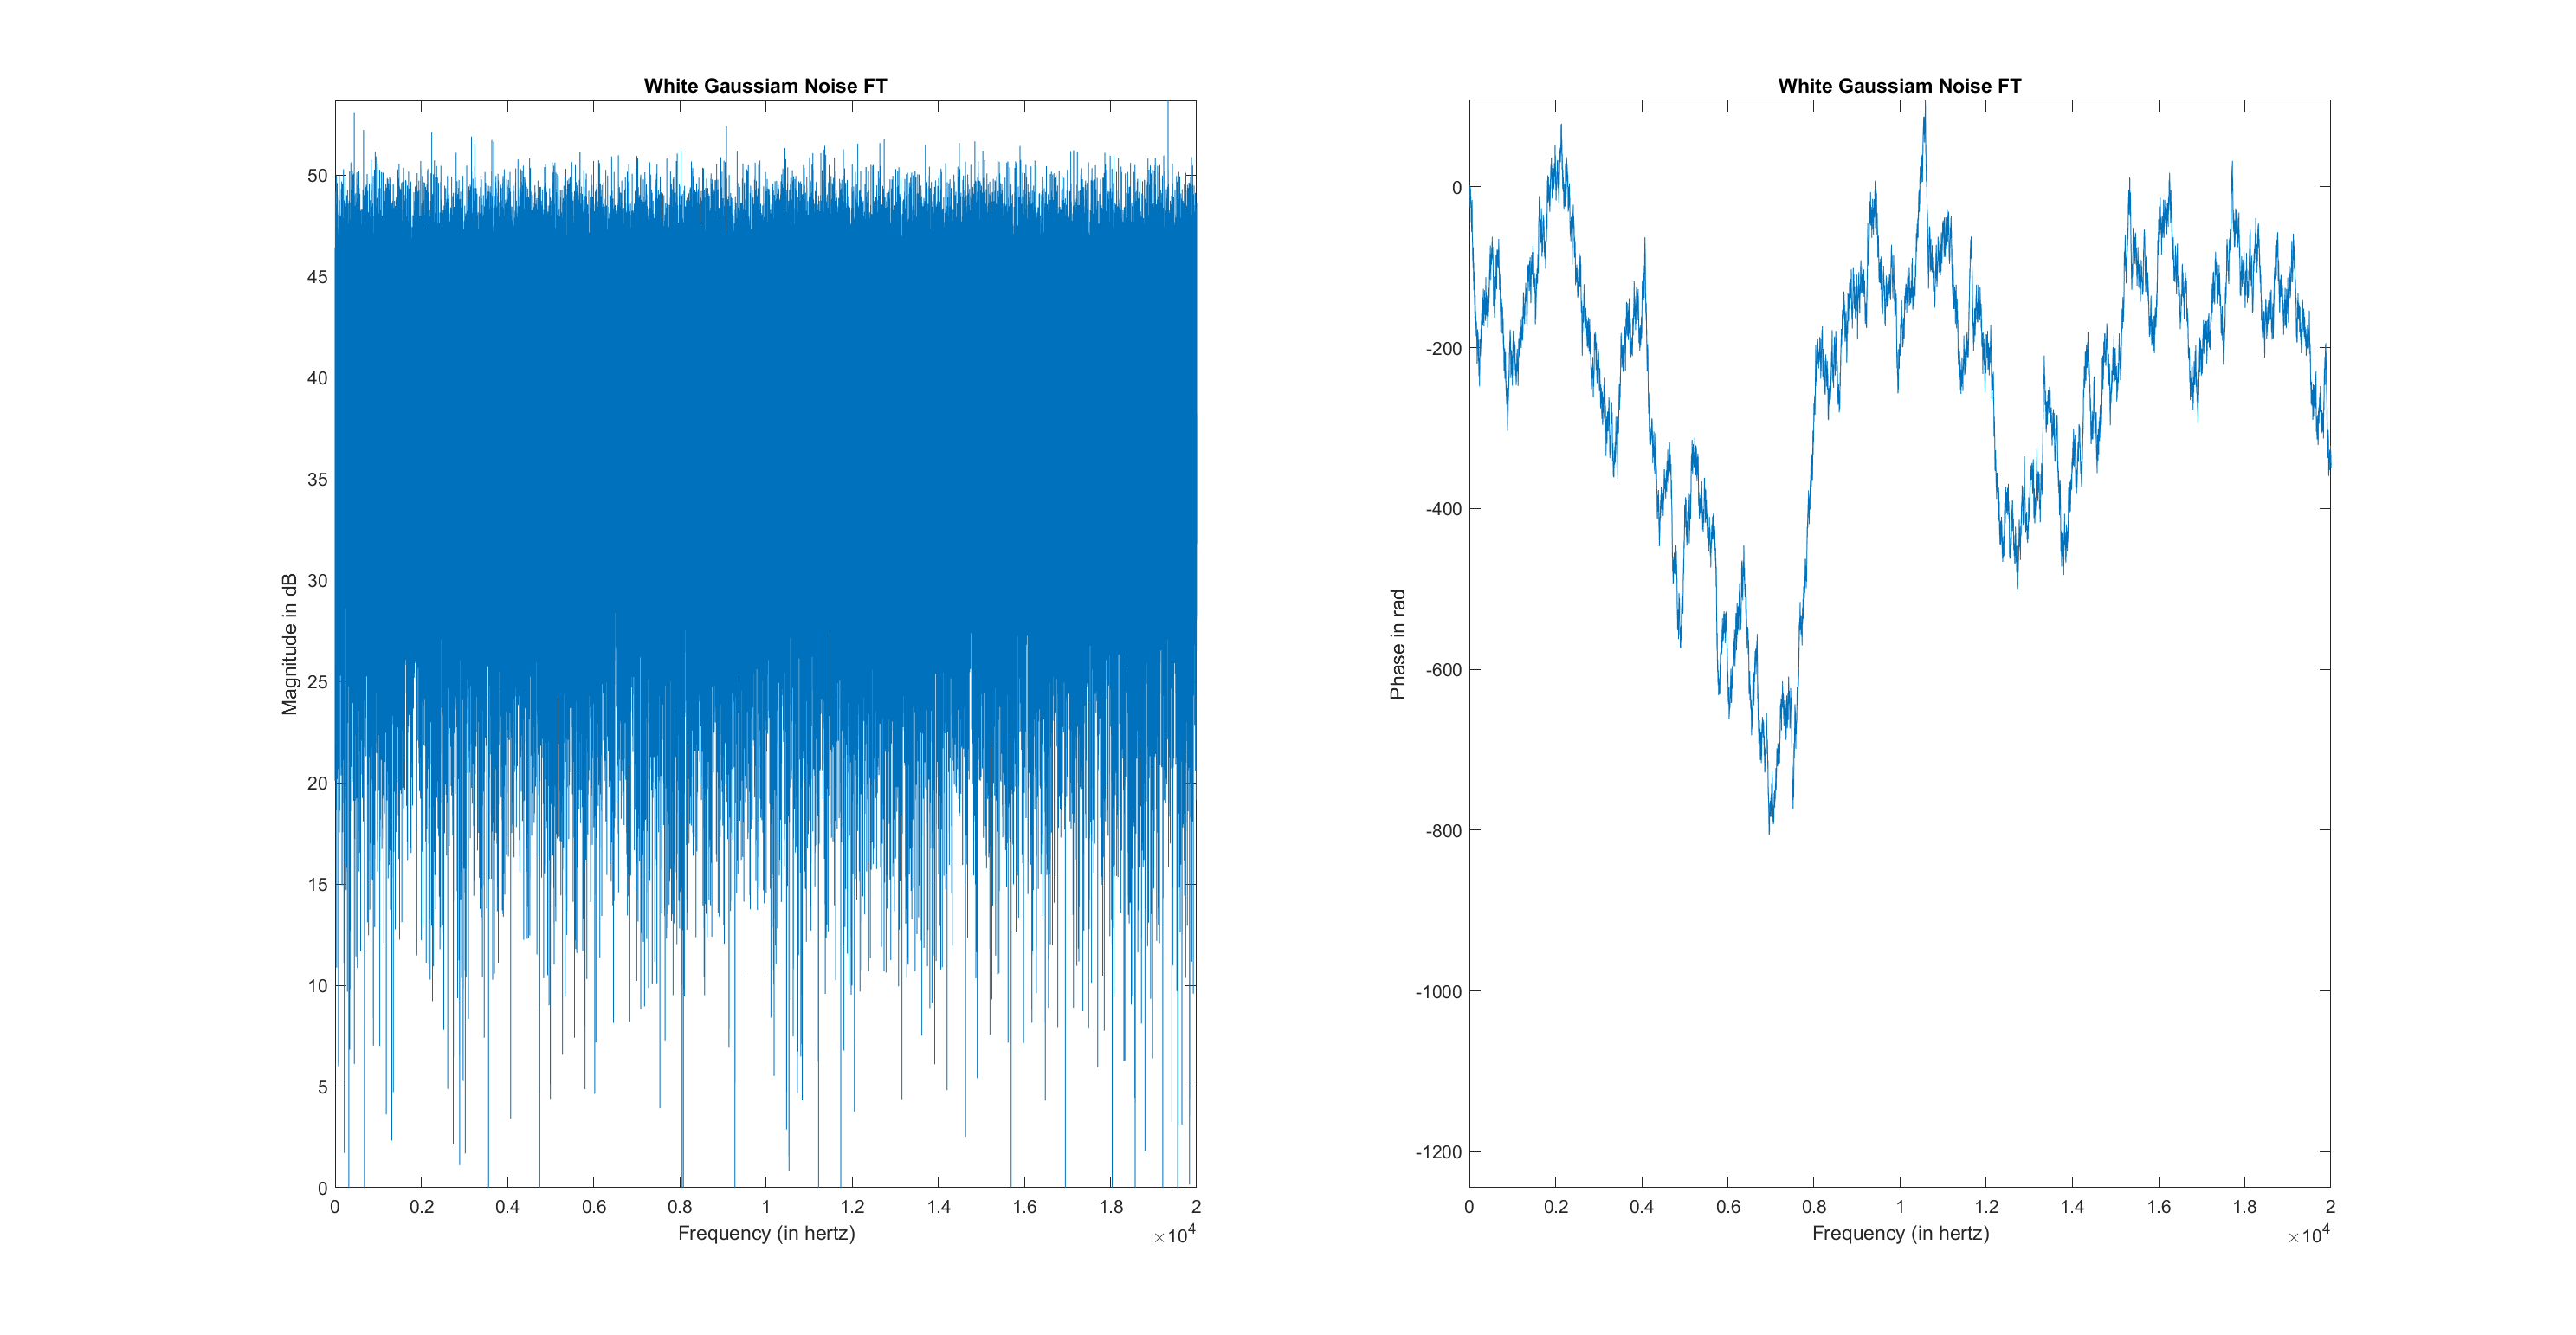 White Gaussiam Noise FT
Magnitude in dB
50
45
40
35
30
25
20
15
10
5
0
0 0.2 0.4 0.6 0.8 1 1.2 1.4 1.6 1.8 2
×10^4
Frequency (in hertz)
White Gaussiam Noise FT
Phase in rad
0
-200
-400
-600
-800
-1000
-1200
0 0.2 0.4 0.6 0.8 1 1.2 1.4 1.6 1.8 2
×10^4
Frequency (in hertz)